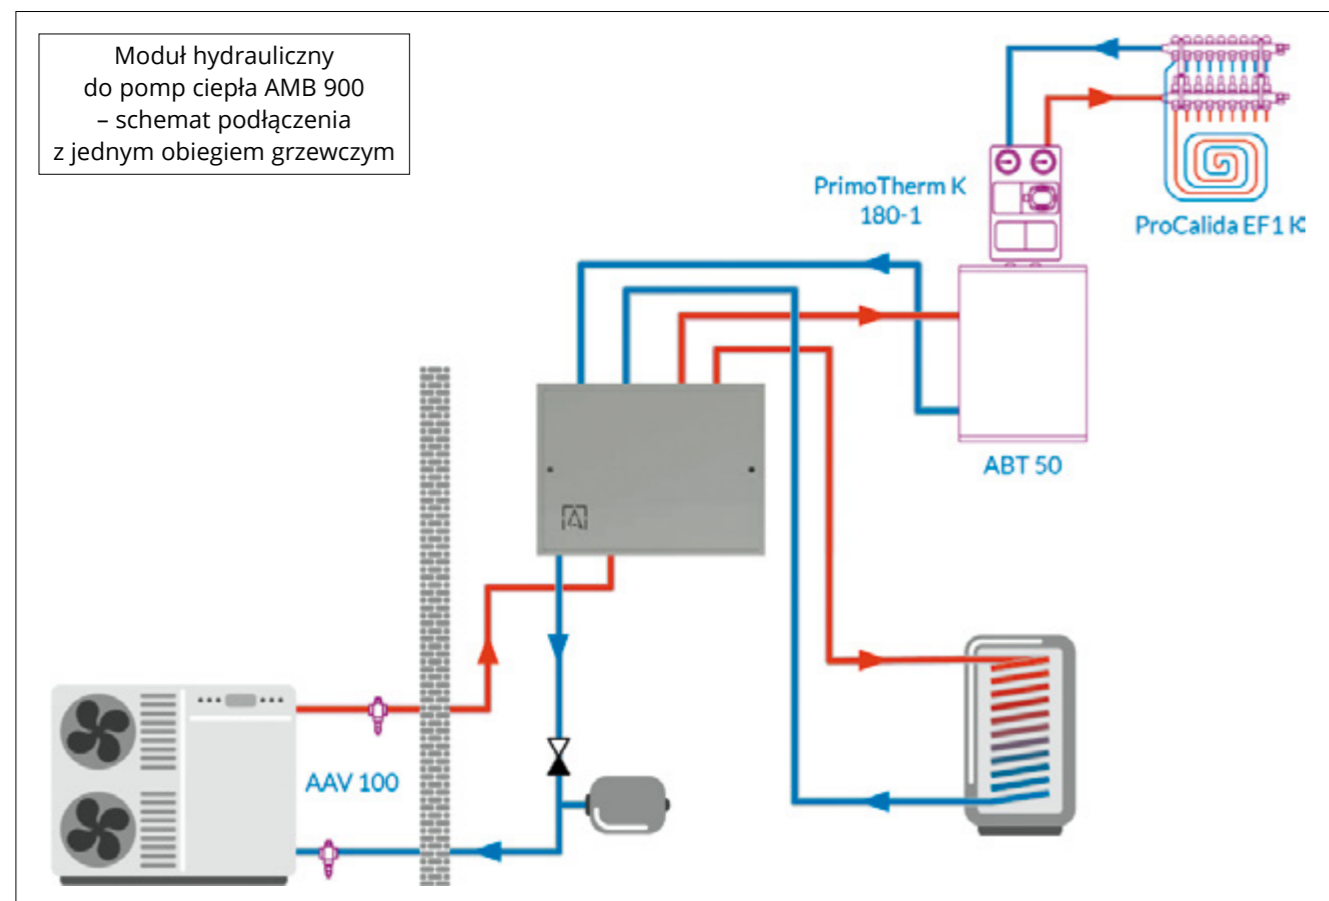 Moduł hydrauliczny
do pomp ciepła AMB 900
– schemat podłączenia
z jednym obiegiem grzewczym
PrimoTherm K
180-1
ProCalida EF1 K
ABT 50
AAV 100